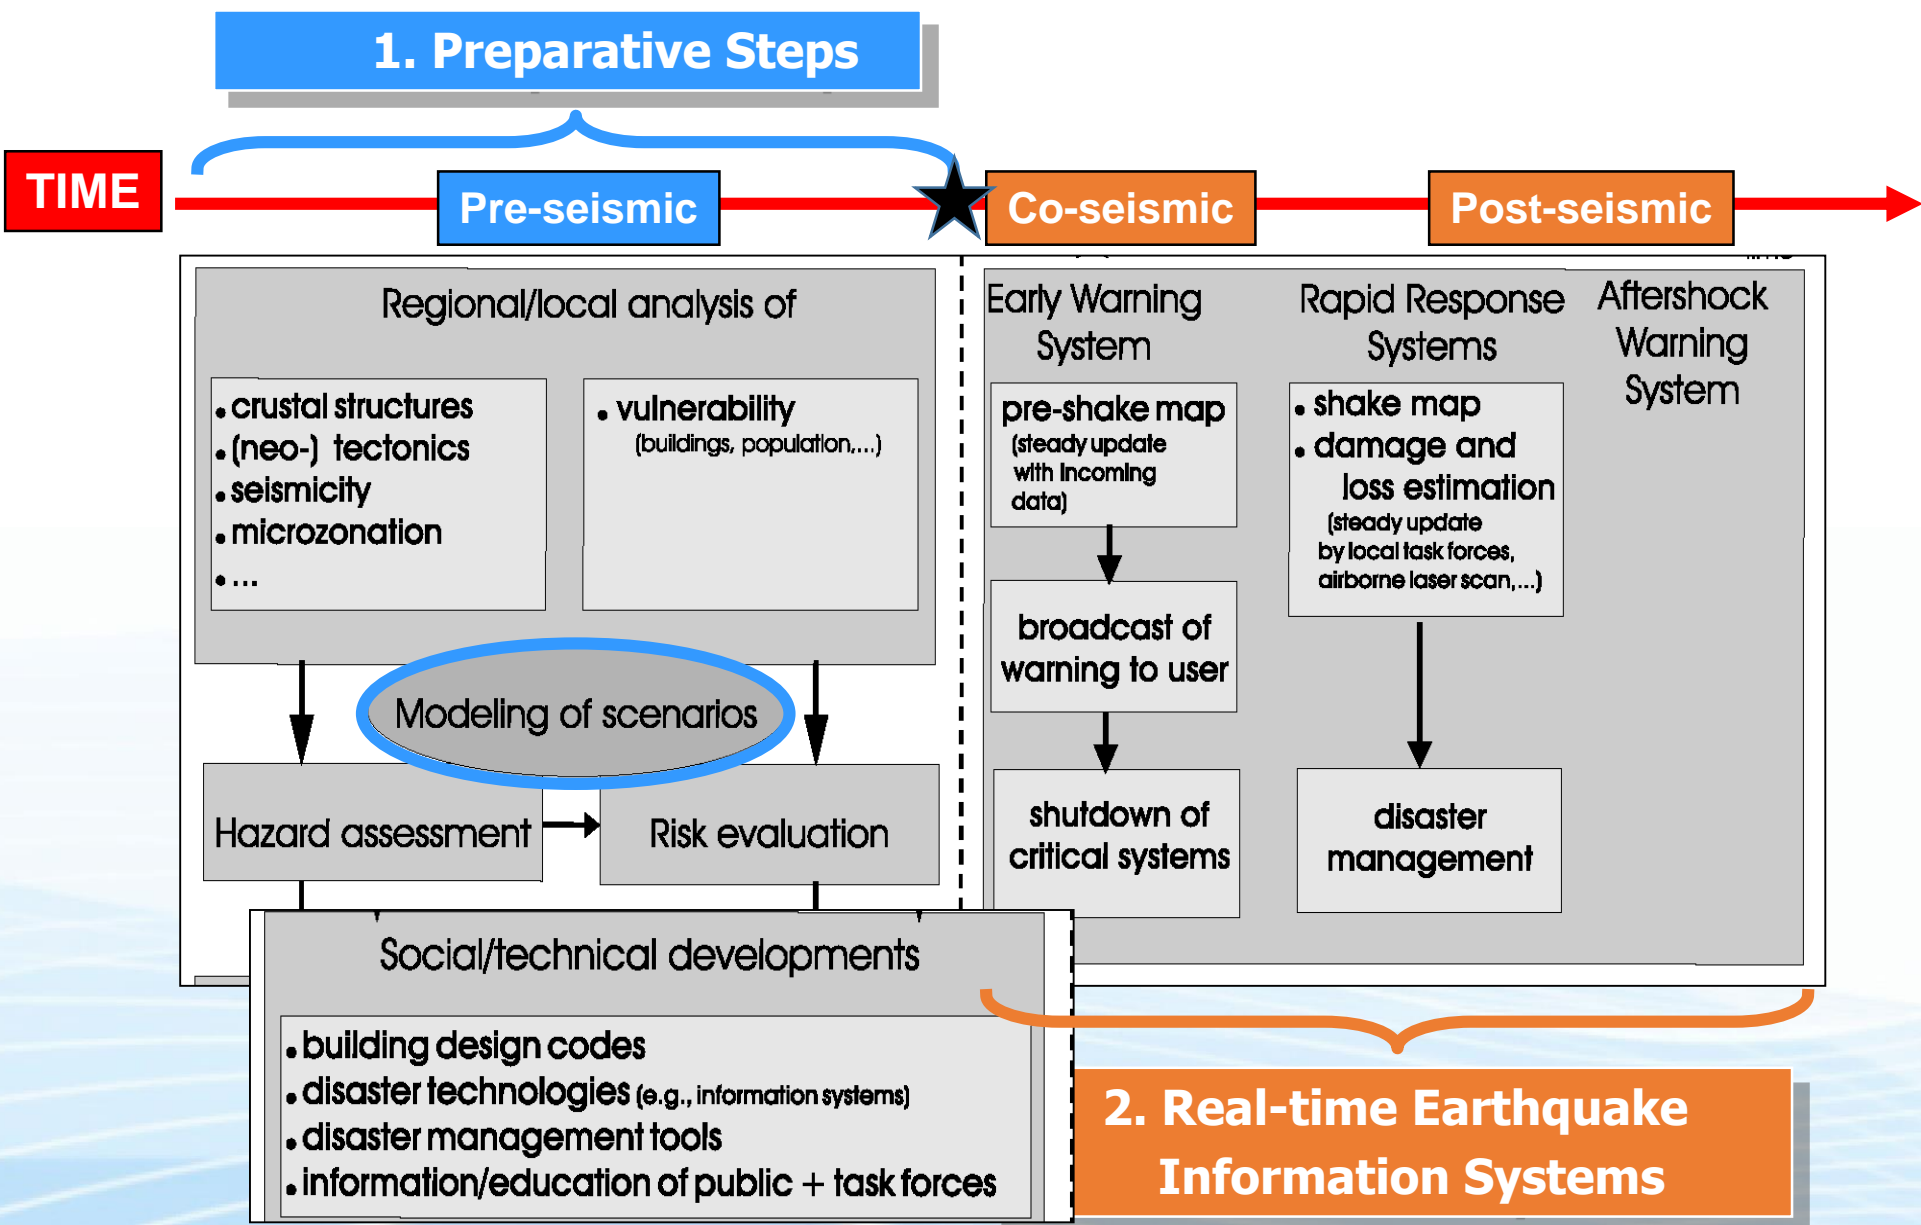 1. Preparative Steps
TIME
Pre-seismic
Co-seismic
Post-seismic
Regional/local analysis of
• crustal structures
• (neo-) tectonics
• seismicity
• microzonation
• ...
• vulnerability
(buildings, population,...)
Modeling of scenarios
Hazard assessment
Risk evaluation
Social/technical developments
• building design codes
• disaster technologies (e.g., information systems)
• disaster management tools
• information/education of public + task forces
Early Warning
System
pre-shake map
(steady update
with incoming
data)
broadcast of
warning to user
shutdown of
critical systems
Rapid Response
Systems
• shake map
• damage and
loss estimation
(steady update
by local task forces,
airborne laser scan,...)
disaster
management
Aftershock
Warning
System
2. Real-time Earthquake
Information Systems